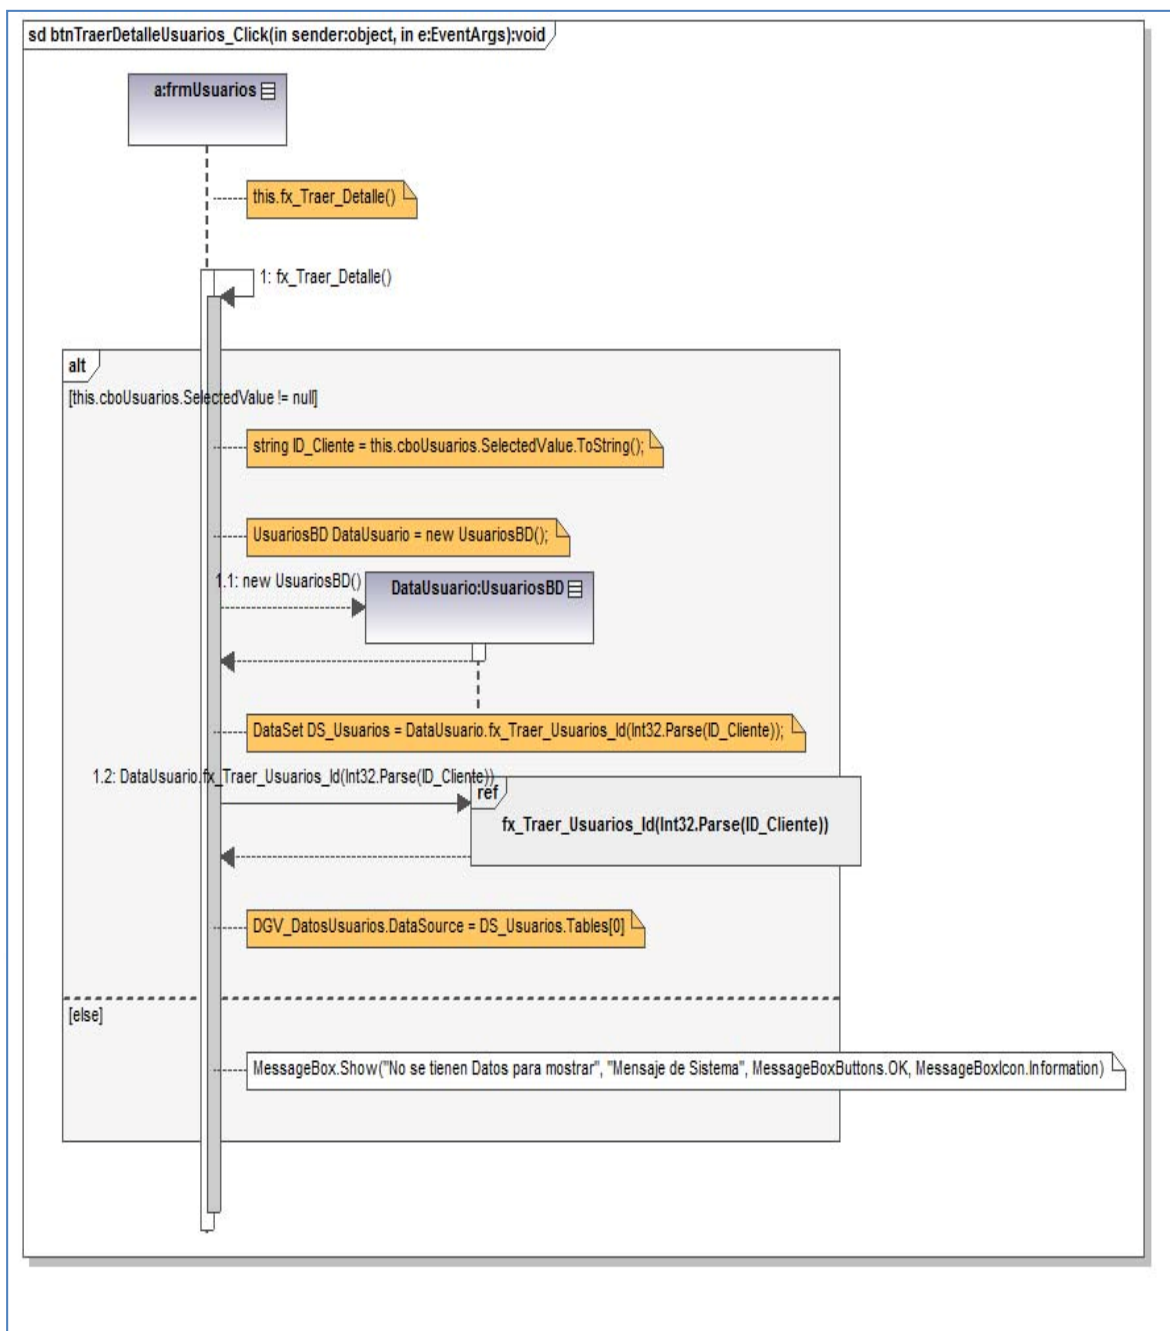 sd btnTraerDetalleUsuarios_Click(in sender:object, in e:EventArgs):void
a:frmUsuarios
this.fx_Traer_Detalle()
1: fx_Traer_Detalle()
alt
[this.cboUsuarios.SelectedValue != null]
string ID_Cliente = this.cboUsuarios.SelectedValue.ToString();
UsuariosBD DataUsuario = new UsuariosBD();
1.1: new UsuariosBD()
DataUsuario:UsuariosBD
DataSet DS_Usuarios = DataUsuario.fx_Traer_Usuarios_Id(Int32.Parse(ID_Cliente));
1.2: DataUsuario.fx_Traer_Usuarios_Id(Int32.Parse(ID_Cliente))
ref
fx_Traer_Usuarios_Id(Int32.Parse(ID_Cliente))
DGV_DatosUsuarios.DataSource = DS_Usuarios.Tables[0]
[else]
MessageBox.Show("No se tienen Datos para mostrar", "Mensaje de Sistema", MessageBoxButtons.OK, MessageBoxIcon.Information)